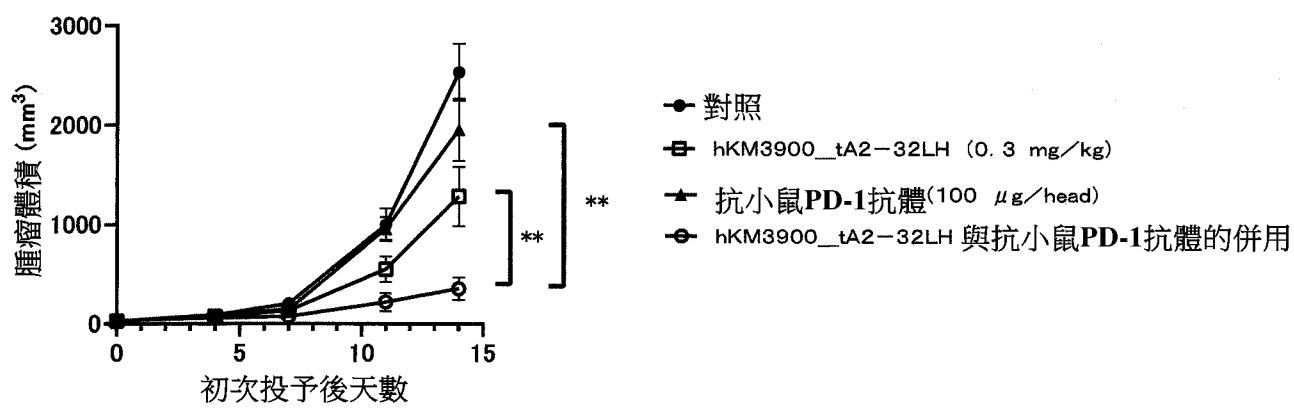 3000
2000
1000
0
腫瘤體積 (mm³)
0 5 10 15
初次投予後天數
**
**
對照
hKM3900_tA2-32LH (0.3 mg/kg)
抗小鼠PD-1抗體(100 μg/head)
hKM3900_tA2-32LH 與抗小鼠PD-1抗體的併用